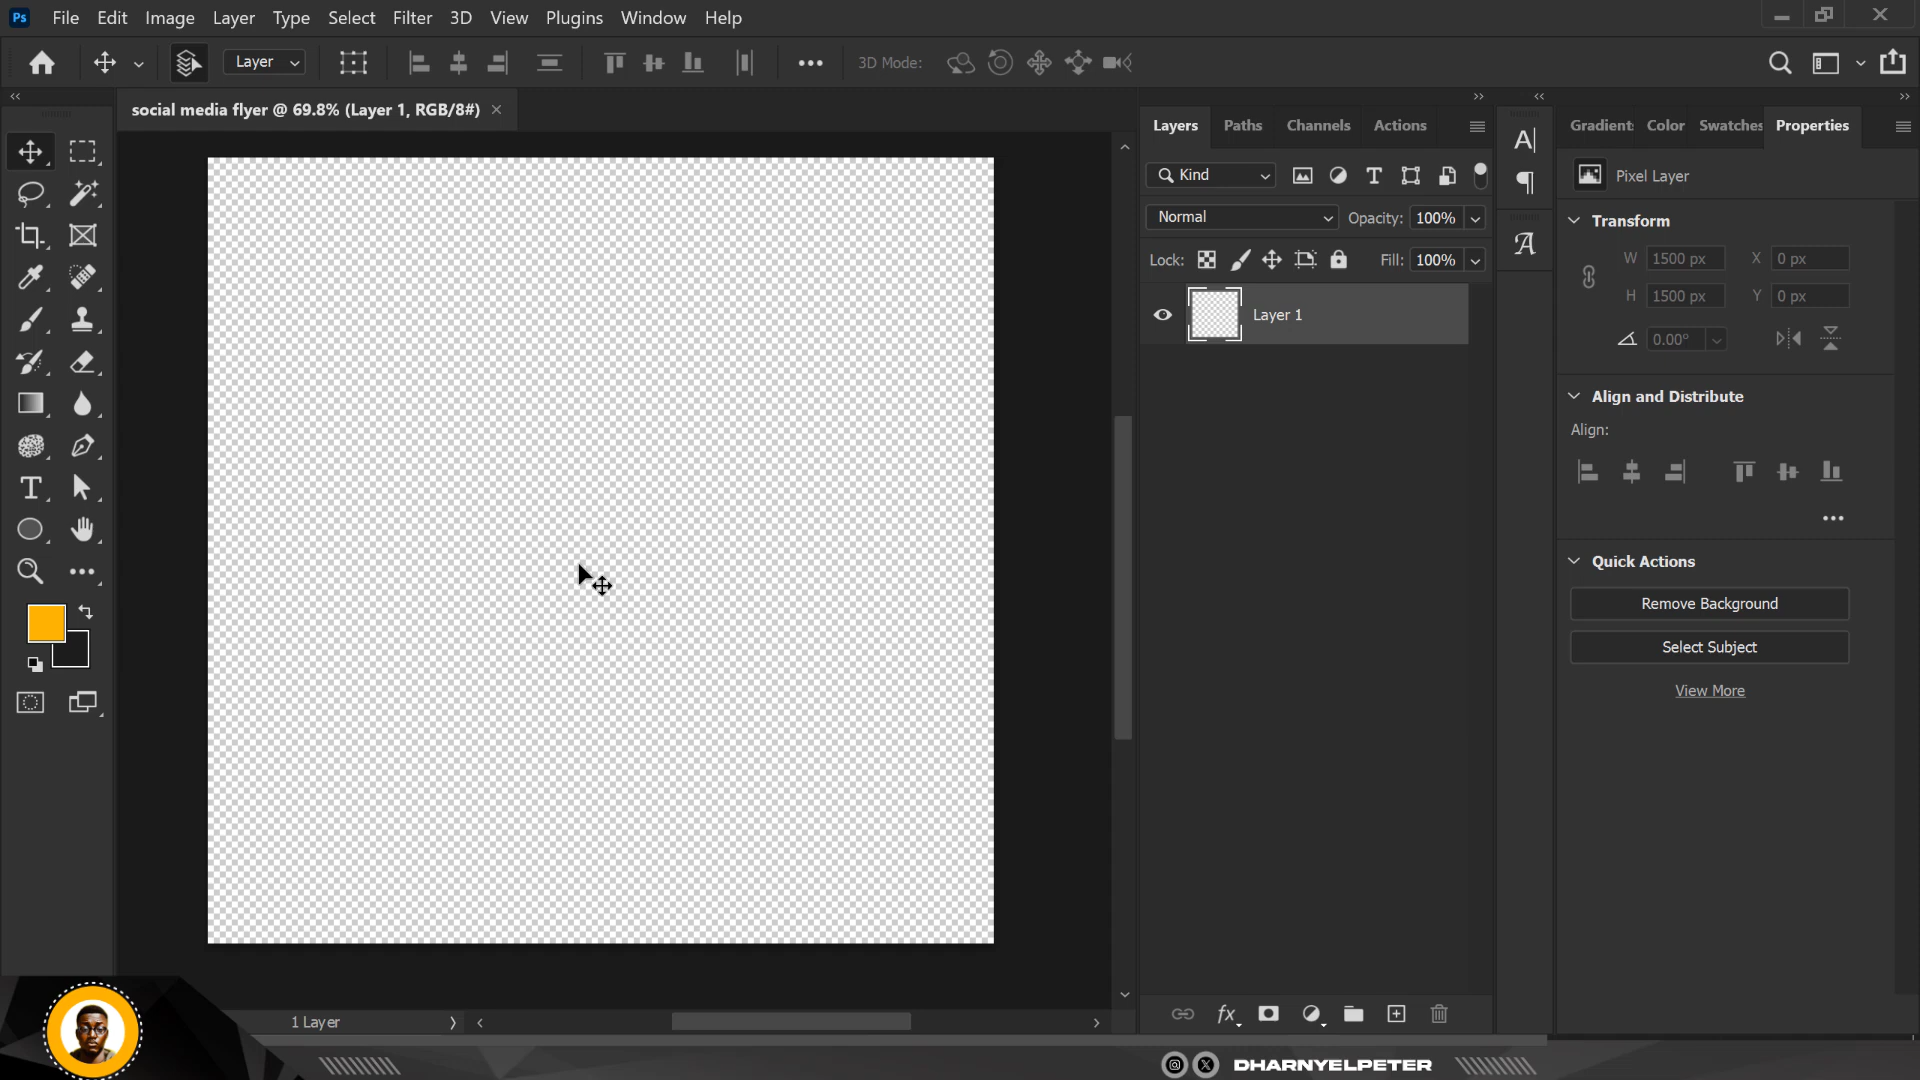 Ps File Edit Image Layer Type Select Filter 3D View Plugins Window Help
Layer 3D Mode:
social media flyer @ 69.8% (Layer 1, RGB/8#)
Layers Paths Channels Actions
Kind
Normal Opacity: 100%
Lock: Fill: 100%
Layer 1
Gradient Color Swatches Properties
Pixel Layer
Transform
W 1500 px X 0 px
H 1500 px Y 0 px
0.00°
Align and Distribute
Align:
Quick Actions
Remove Background
Select Subject
View More
1 Layer
DHARNYELPETER